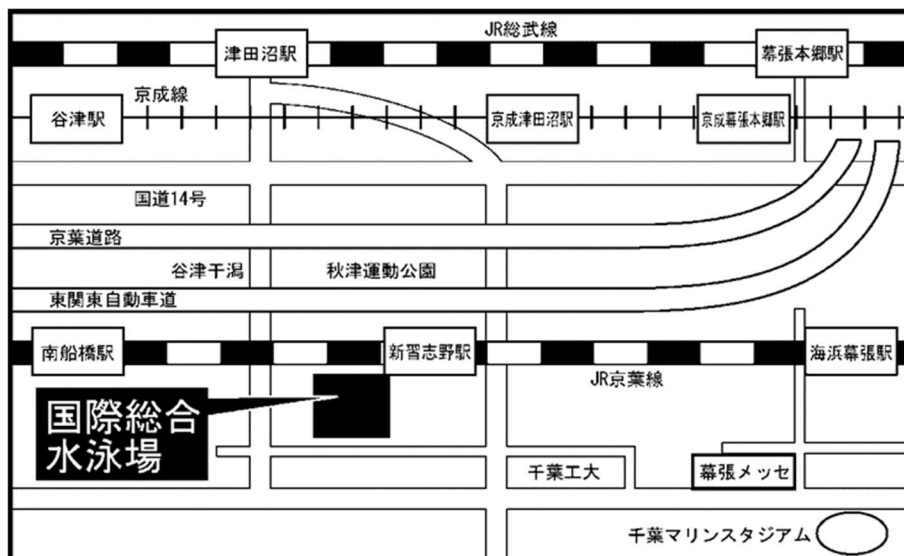 JR総武線
津田沼駅
幕張本郷駅
京成線
谷津駅
京成津田沼駅
京成幕張本郷駅
国道14号
京葉道路
谷津干潟
秋津運動公園
東関東自動車道
南船橋駅
新習志野駅
海浜幕張駅
JR京葉線
国際総合
水泳場
千葉工大
幕張メッセ
千葉マリンスタジアム